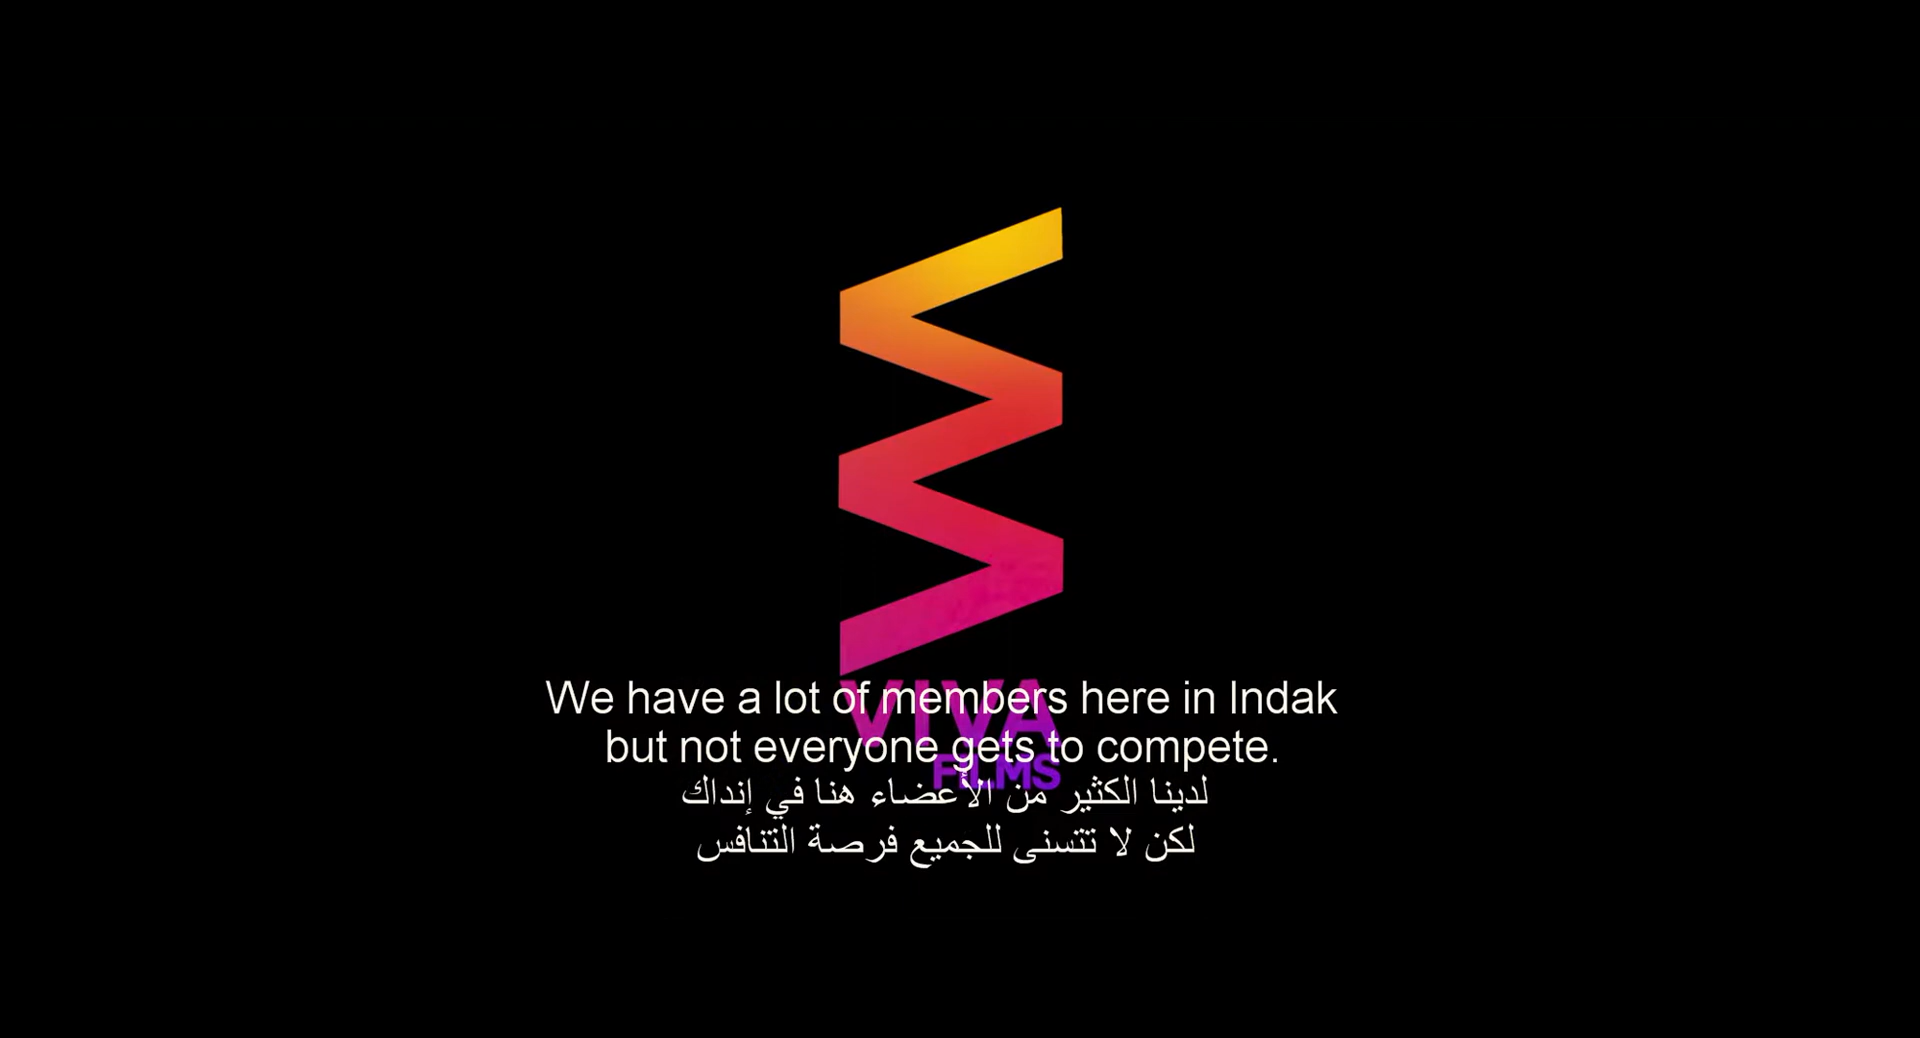 VIVA
FILMS
We have a lot of members here in Indak
but not everyone gets to compete.
لدينا الكثير من الأعضاء هنا في إنداك
لكن لا تتسنى للجميع فرصة التنافس